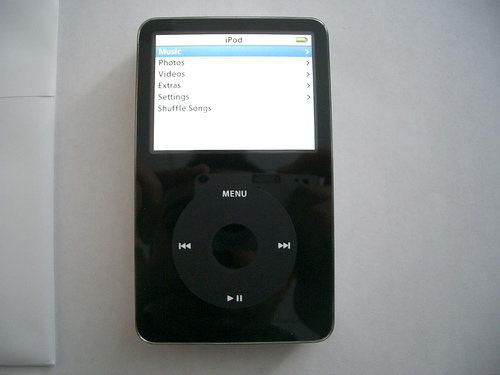 iPod
Music
Photos
Videos
Extras
Settings
Shuffle Songs
MENU